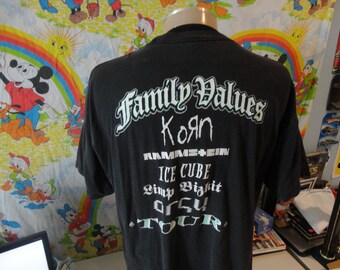 Family Values
KoЯn
RAMMSTEIN
ICE CUBE
Limp Bizkit
orgy
TOUR